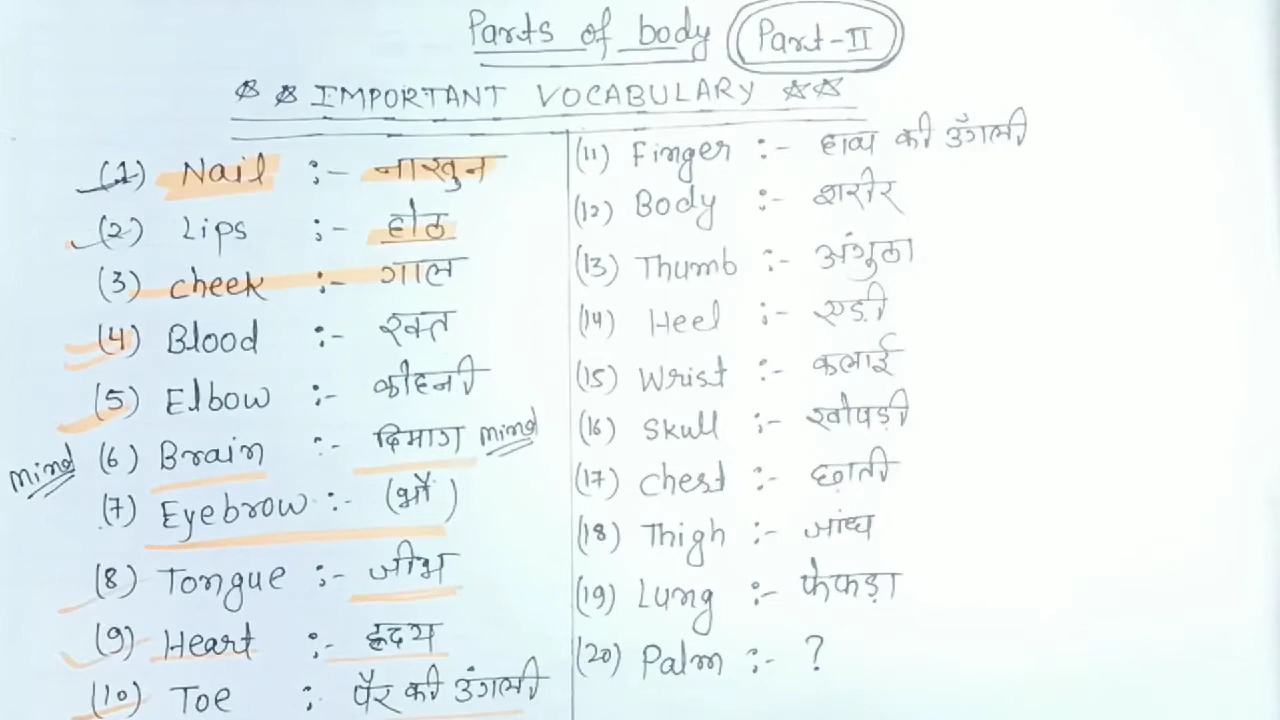 Parts of body Part-II
IMPORTANT VOCABULARY
(1) Nail :- नाखुन
(2) Lips :- होठ
(3) cheek :- गाल
(4) Blood :- रक्त
(5) Elbow :- कोहनी
mind (6) Brain :- दिमाग mind
(7) Eyebrow :- (भौं)
(8) Tongue :- जीभ
(9) Heart :- हृदय
(10) Toe : पैर की उंगली
(11) Finger :- हाथ की उँगली
(12) Body :- शरीर
(13) Thumb :- अंगुठा
(14) Heel :- एड़ी
(15) Wrist :- कलाई
(16) Skull :- खोपड़ी
(17) Chest :- छाती
(18) Thigh :- जांघ
(19) Lung :- फेफड़ा
(20) Palm :- ?